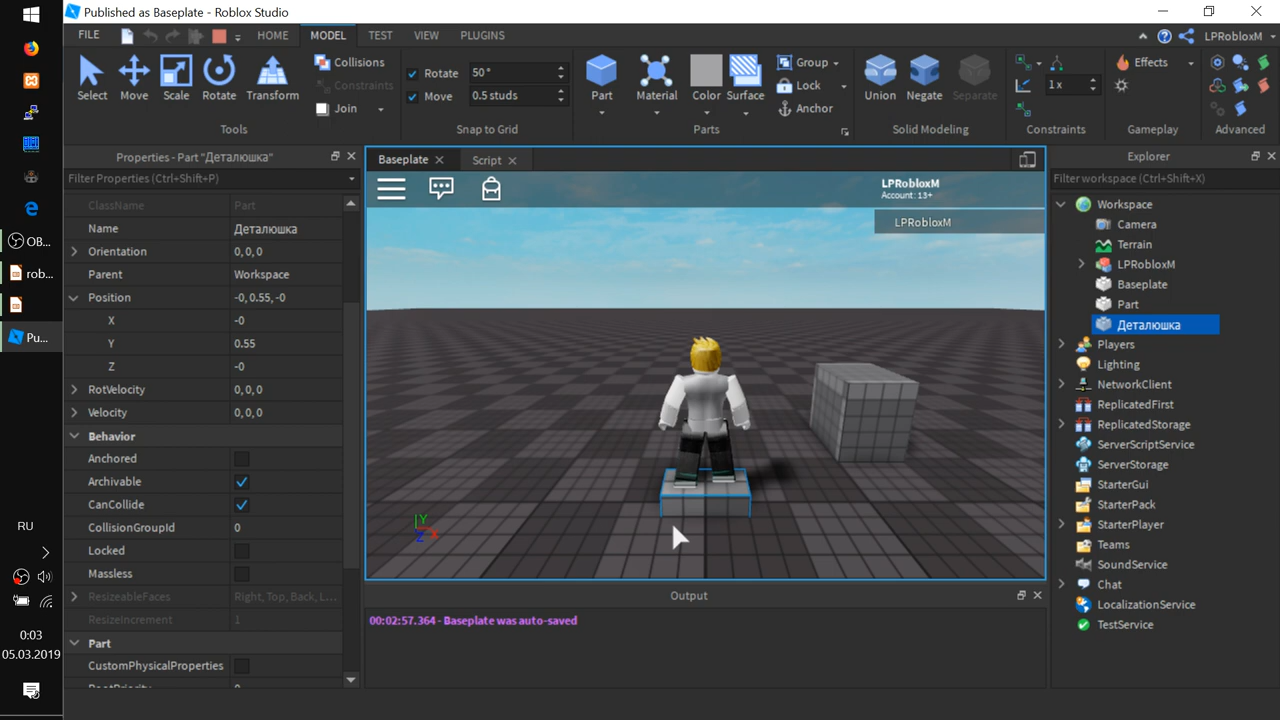 Published as Baseplate - Roblox Studio
FILE
HOME
MODEL
TEST
VIEW
PLUGINS
LPRobloxM
Select
Move
Scale
Rotate
Transform
Collisions
Constraints
Join
Tools
Rotate
50 °
Move
0.5 studs
Snap to Grid
Part
Material
Color
Surface
Group
Lock
Anchor
Parts
Union
Negate
Separate
Solid Modeling
1 x
Constraints
Effects
Gameplay
Advanced
Properties - Part "Деталюшка"
Filter Properties (Ctrl+Shift+P)
ClassName Part
Name Деталюшка
Orientation 0, 0, 0
Parent Workspace
Position -0, 0.55, -0
X -0
Y 0.55
Z -0
RotVelocity 0, 0, 0
Velocity 0, 0, 0
Behavior
Anchored
Archivable
CanCollide
CollisionGroupId 0
Locked
Massless
ResizeableFaces Right, Top, Back, L...
ResizeIncrement 1
Part
CustomPhysicalProperties
Baseplate
Script
LPRobloxM
Account: 13+
LPRobloxM
Y
Z
X
Output
00:02:57.364 - Baseplate was auto-saved
Explorer
Filter workspace (Ctrl+Shift+X)
Workspace
Camera
Terrain
LPRobloxM
Baseplate
Part
Деталюшка
Players
Lighting
NetworkClient
ReplicatedFirst
ReplicatedStorage
ServerScriptService
ServerStorage
StarterGui
StarterPack
StarterPlayer
Teams
SoundService
Chat
LocalizationService
TestService
OB...
rob...
Pu...
RU
0:03
05.03.2019